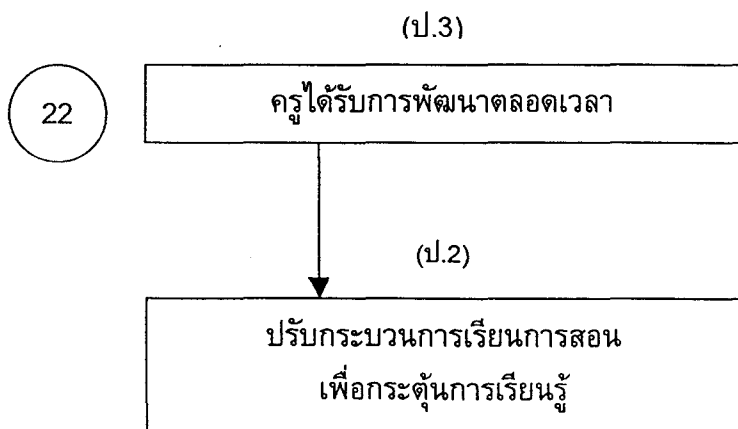 (ป.3)
22
ครูได้รับการพัฒนาตลอดเวลา
(ป.2)
ปรับกระบวนการเรียนการสอน
เพื่อกระตุ้นการเรียนรู้